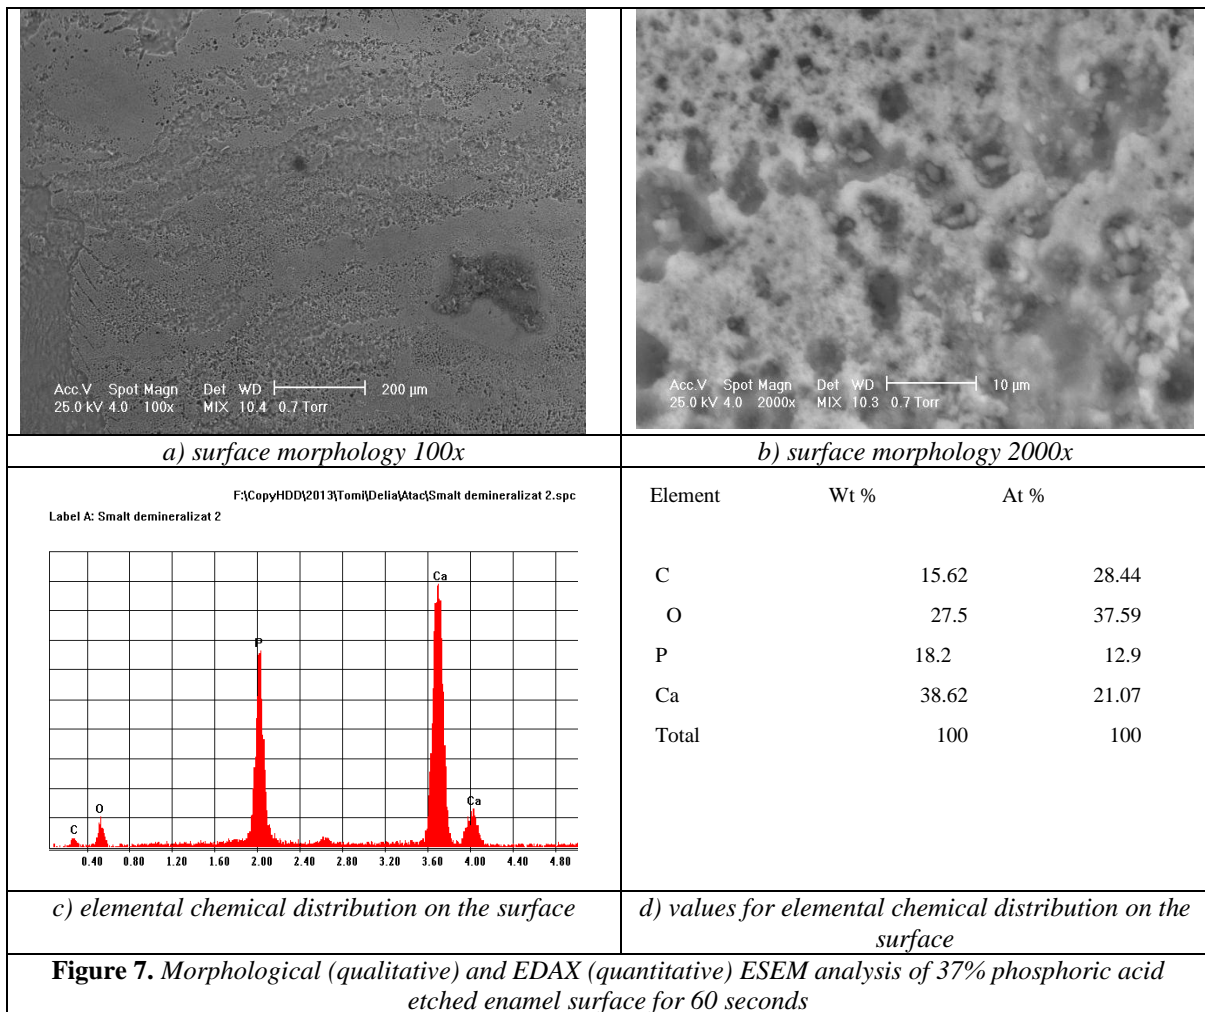 Acc.V Spot Magn Det WD 200 µm
25.0 kV 4.0 100x MIX 10.4 0.7 Torr
Acc.V Spot Magn Det WD 10 µm
25.0 kV 4.0 2000x MIX 10.3 0.7 Torr
a) surface morphology 100x
b) surface morphology 2000x
F:\CopyHDD\2013\Tomi\Delia\Atac\Smalt demineralizat 2.spc
Label A: Smalt demineralizat 2
Ca
P
Ca
O
C
0.40 0.80 1.20 1.60 2.00 2.40 2.80 3.20 3.60 4.00 4.40 4.80
Element Wt % At %
C 15.62 28.44
O 27.5 37.59
P 18.2 12.9
Ca 38.62 21.07
Total 100 100
c) elemental chemical distribution on the surface
d) values for elemental chemical distribution on the
surface
Figure 7. Morphological (qualitative) and EDAX (quantitative) ESEM analysis of 37% phosphoric acid
etched enamel surface for 60 seconds